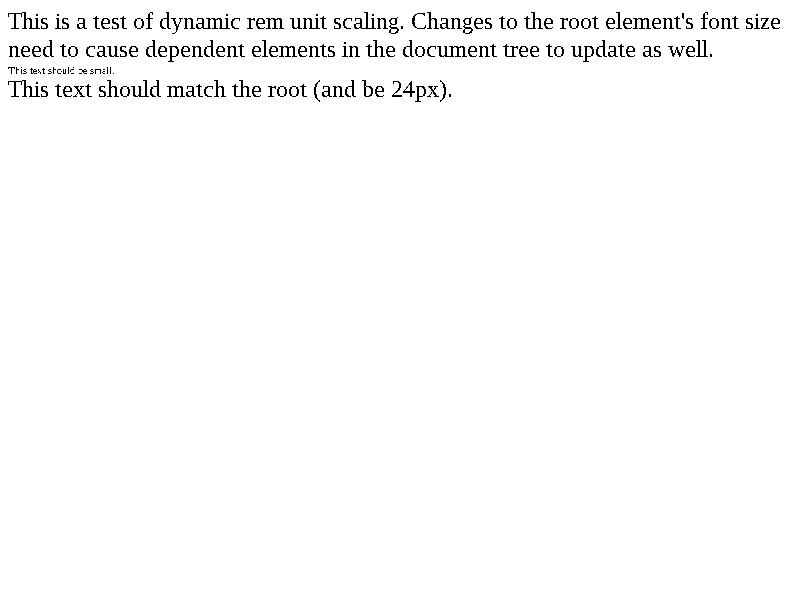 This is a test of dynamic rem unit scaling. Changes to the root element's font size
need to cause dependent elements in the document tree to update as well.
This text should be small.
This text should match the root (and be 24px).